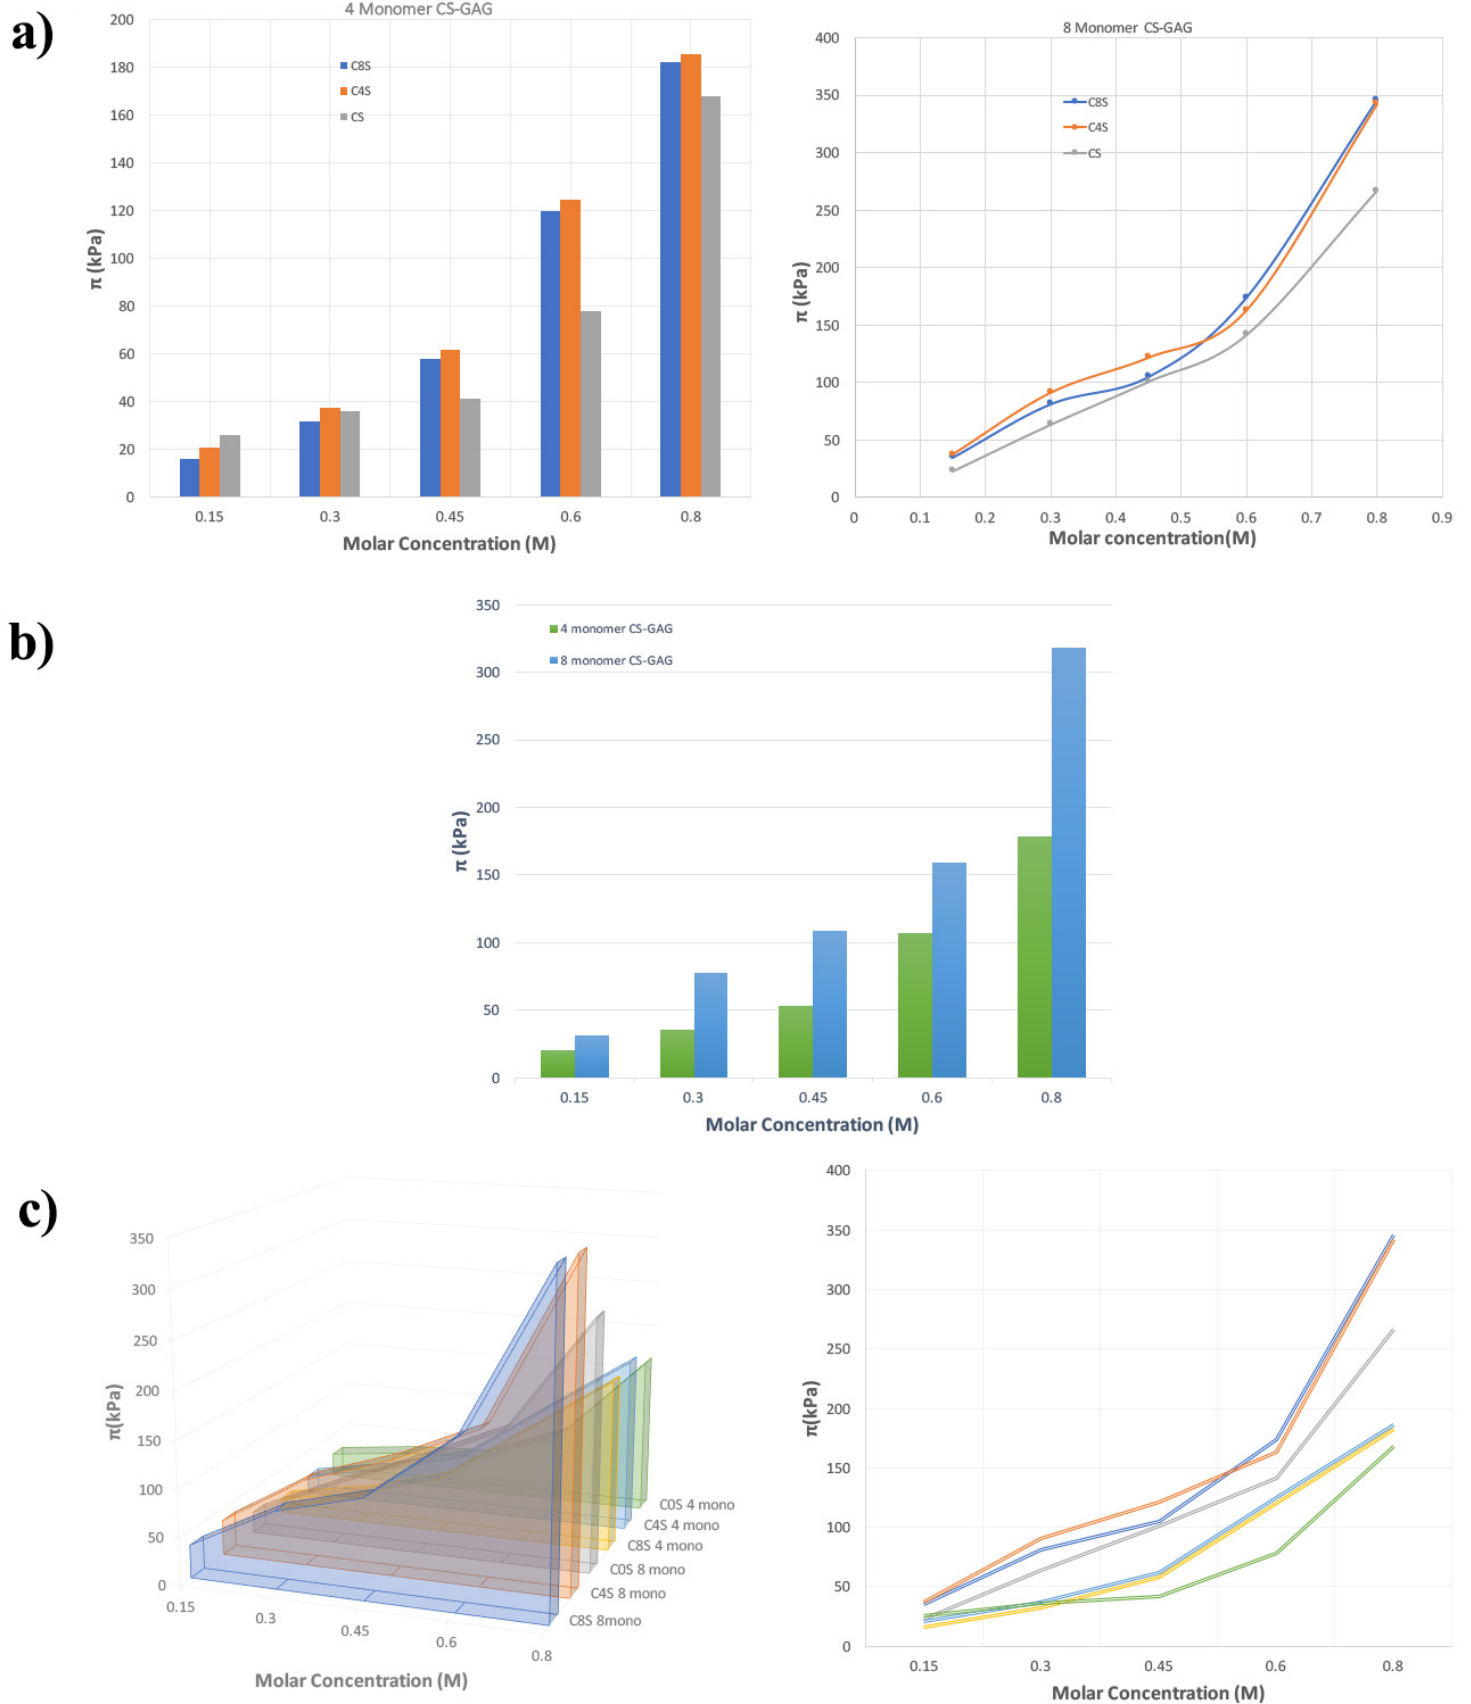 a)
4 Monomer CS-GAG
200
180
160
140
120
100
80
60
40
20
0
π (kPa)
C8S
C4S
CS
0.15 0.3 0.45 0.6 0.8
Molar Concentration (M)
8 Monomer CS-GAG
400
350
300
250
200
150
100
50
0
π (kPa)
C8S
C4S
CS
0 0.1 0.2 0.3 0.4 0.5 0.6 0.7 0.8 0.9
Molar concentration(M)
b)
350
300
250
200
150
100
50
0
π (kPa)
4 monomer CS-GAG
8 monomer CS-GAG
0.15 0.3 0.45 0.6 0.8
Molar Concentration (M)
c)
350
300
250
200
150
100
50
0
π(kPa)
0.15
0.3
0.45
0.6
0.8
C0S 4 mono
C4S 4 mono
C8S 4 mono
C0S 8 mono
C4S 8 mono
C8S 8mono
Molar Concentration (M)
400
350
300
250
200
150
100
50
0
π(kPa)
0.15 0.3 0.45 0.6 0.8
Molar Concentration (M)